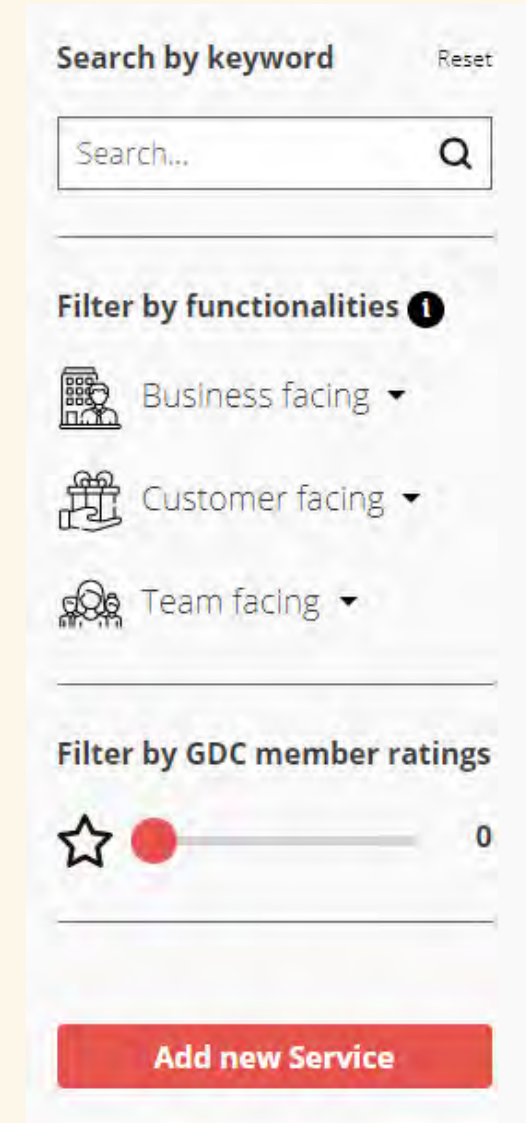 Search by keyword Reset
Search...
Filter by functionalities i
Business facing
Customer facing
Team facing
Filter by GDC member ratings
0
Add new Service